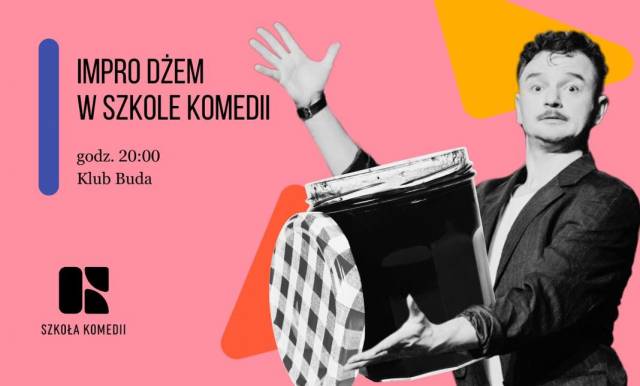 IMPRO DŻEM
W SZKOLE KOMEDII
godz. 20:00
Klub Buda
SZKOŁA KOMEDII